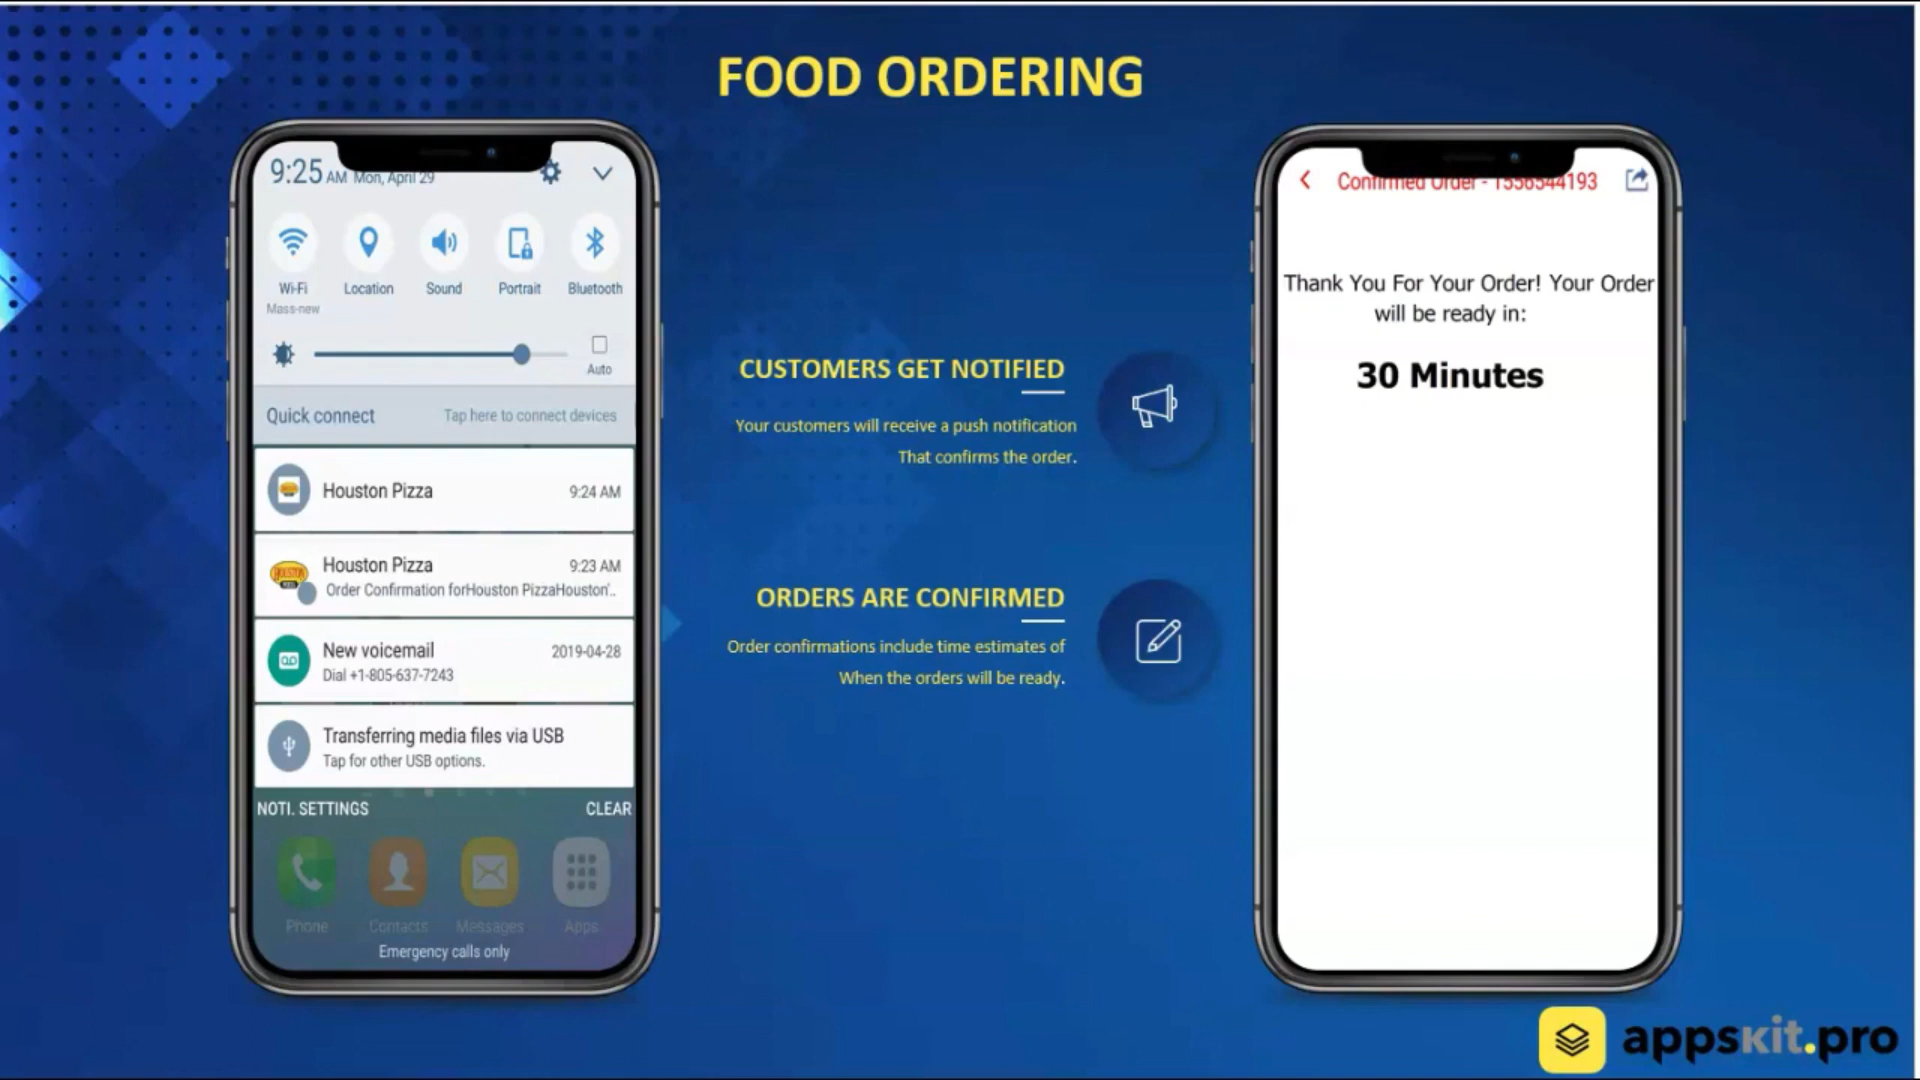 FOOD ORDERING
9:25 AM Mon, April 29
Wi-Fi
Location
Sound
Portrait
Bluetooth
Mass-new
Auto
Quick connect
Tap here to connect devices
Houston Pizza
9:24 AM
Houston Pizza
9:23 AM
Order Confirmation forHouston PizzaHouston'..
New voicemail
2019-04-28
Dial +1-805-637-7243
Transferring media files via USB
Tap for other USB options.
NOTI. SETTINGS
CLEAR
Phone
Contacts
Messages
Apps
Emergency calls only
CUSTOMERS GET NOTIFIED
Your customers will receive a push notification
That confirms the order.
ORDERS ARE CONFIRMED
Order confirmations include time estimates of
When the orders will be ready.
Confirmed Order - 1556544193
Thank You For Your Order! Your Order
will be ready in:
30 Minutes
appskit.pro